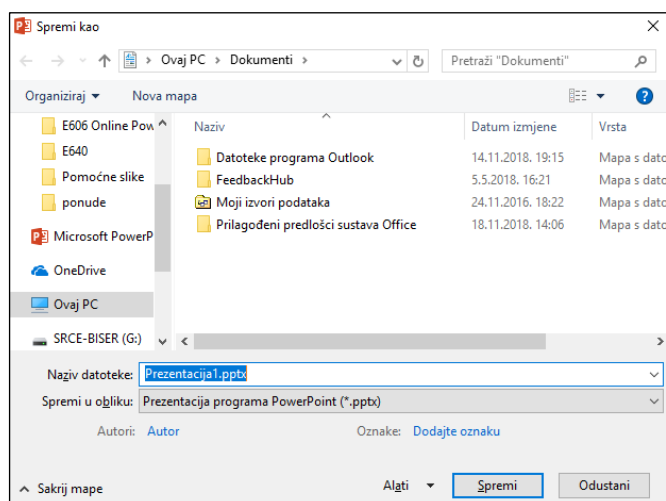 Spremi kao
Ovaj PC > Dokumenti >
Pretraži "Dokumenti"
Organiziraj
Nova mapa
E606 Online Pow
E640
Pomoćne slike
ponude
Microsoft PowerP
OneDrive
Ovaj PC
SRCE-BISER (G:)
Naziv Datum izmjene Vrsta
Datoteke programa Outlook 14.11.2018. 19:15 Mapa s dato
FeedbackHub 5.5.2018. 16:21 Mapa s dato
Moji izvori podataka 24.11.2016. 18:22 Mapa s dato
Prilagođeni predlošci sustava Office 18.11.2018. 14:06 Mapa s dato
Naziv datoteke: Prezentacija1.pptx
Spremi u obliku: Prezentacija programa PowerPoint (*.pptx)
Autori: Autor Oznake: Dodajte oznaku
Sakrij mape Alati Spremi Odustani